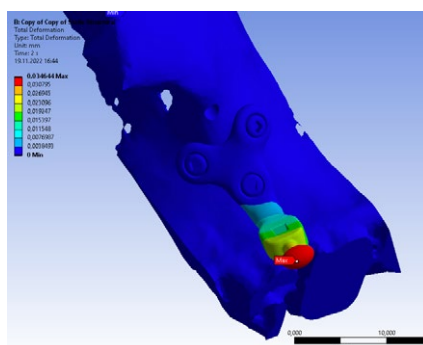 Total Deformation
Type: Total Deformation
Unit: mm
Time: 2 s
19.11.2022 16:44
0,034644 Max
0,030795
0,026945
0,023096
0,019247
0,015397
0,011548
0,0076987
0,0038493
0 Min
Min
Max
0,000
10,000